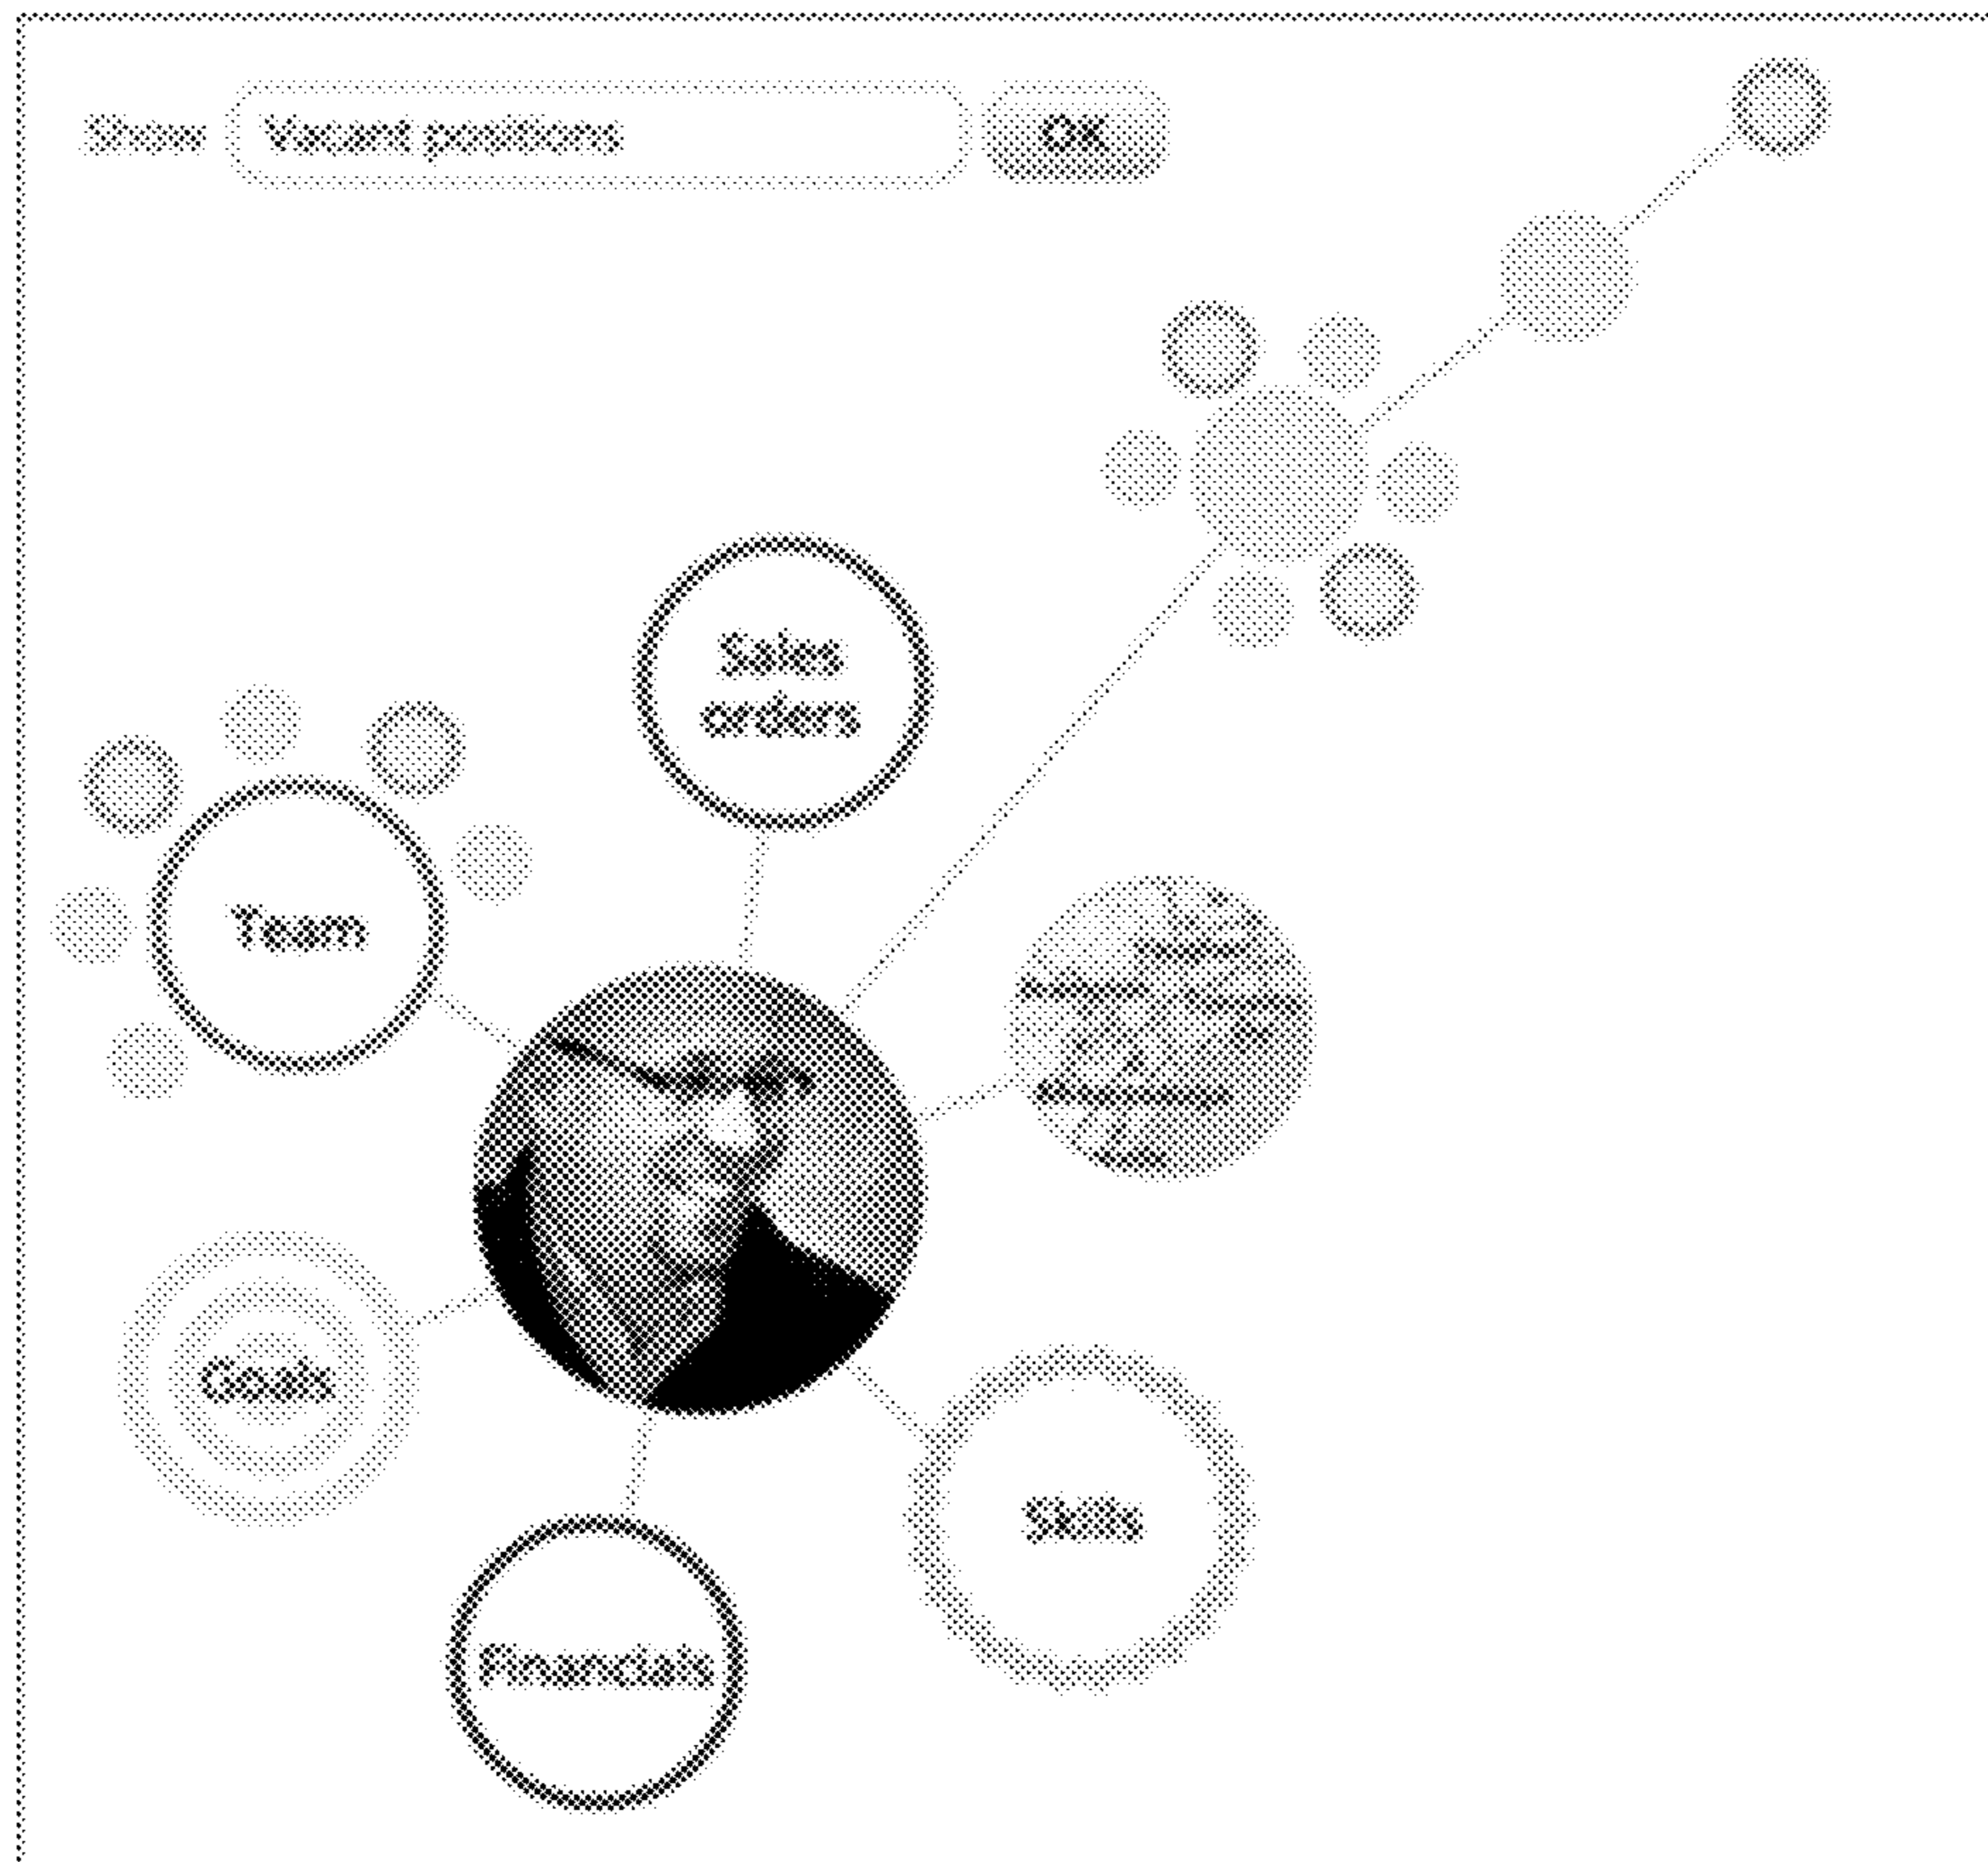 Show Vacant positions OK
Sales
orders
Team
Goals
Skills
Financials